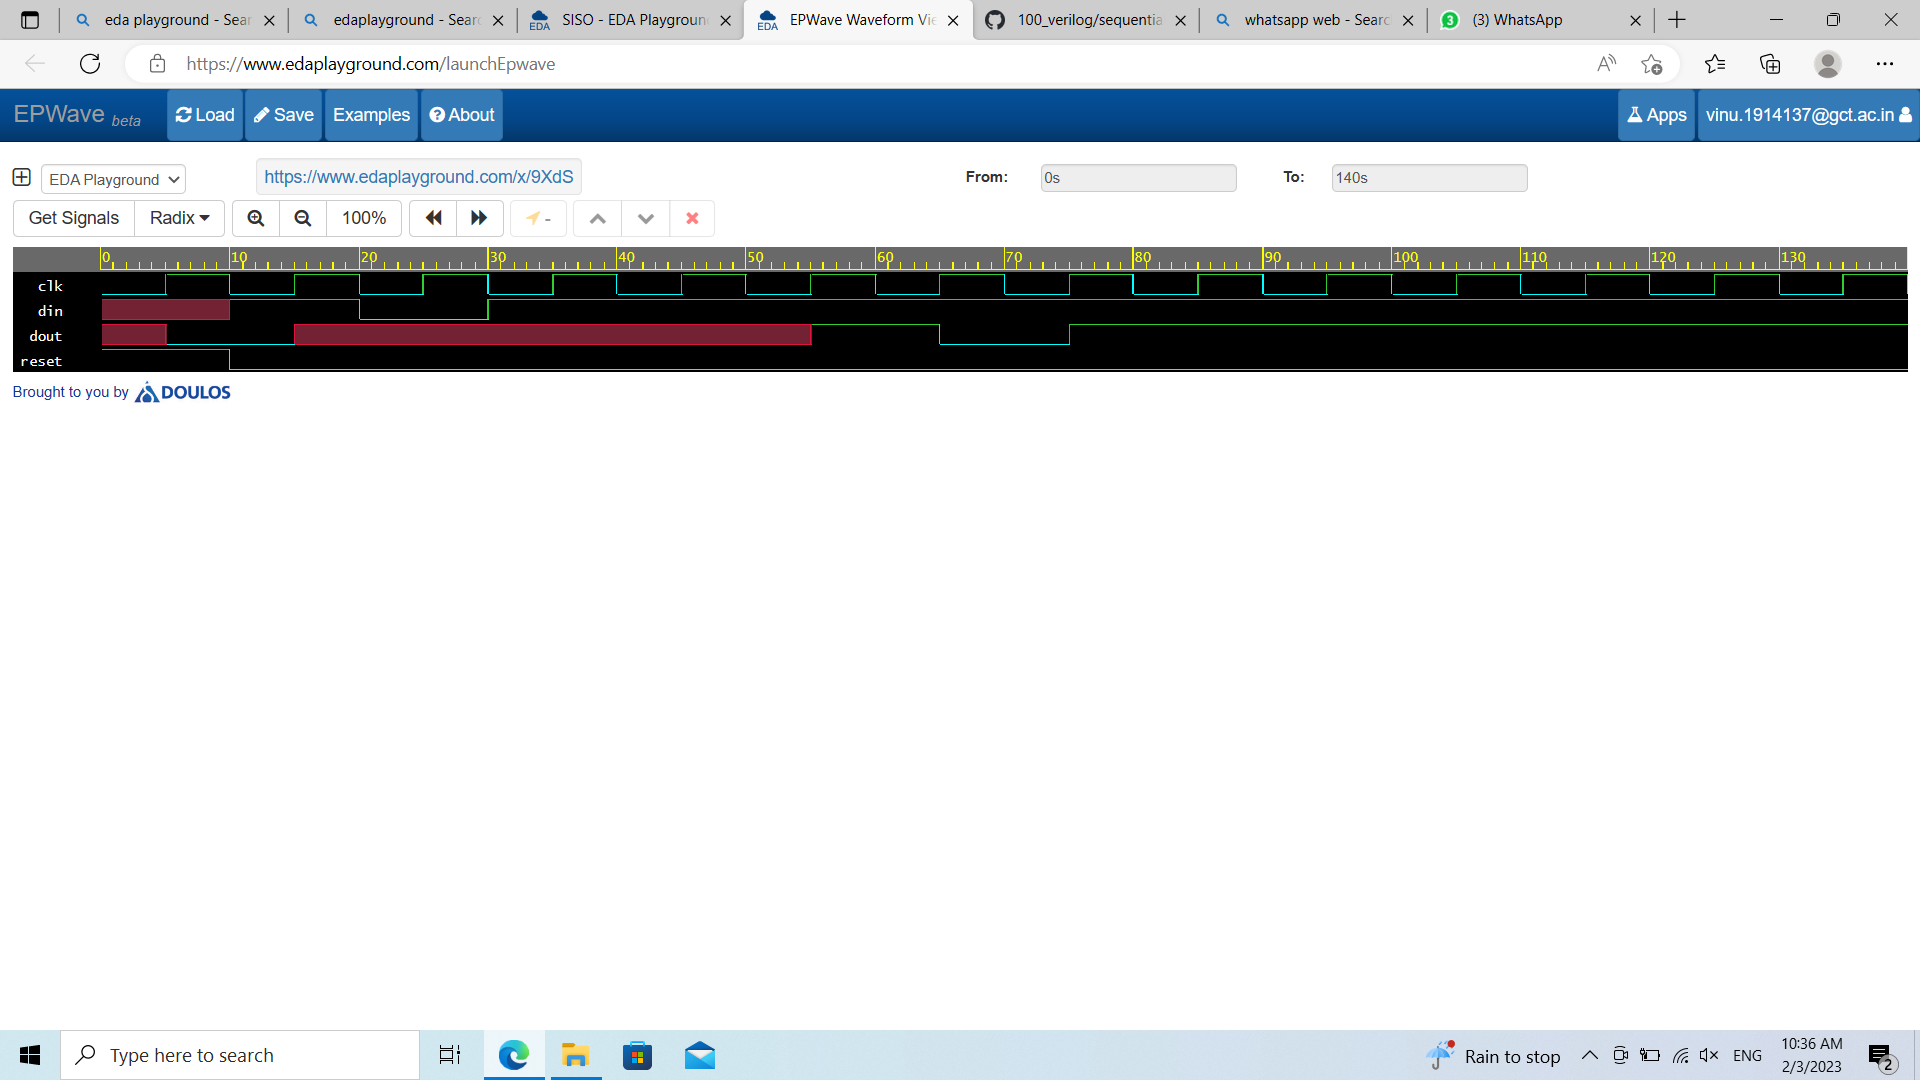 eda playground - Sear
edaplayground - Searc
SISO - EDA Playground
EPWave Waveform Vie
100_verilog/sequentia
whatsapp web - Searc
3 (3) WhatsApp
https://www.edaplayground.com/launchEpwave
EPWave beta
Load
Save
Examples
About
Apps
vinu.1914137@gct.ac.in
EDA Playground
https://www.edaplayground.com/x/9XdS
From:
0s
To:
140s
Get Signals
Radix
100%
-
0 10 20 30 40 50 60 70 80 90 100 110 120 130
clk
din
dout
reset
Brought to you by DOULOS
Type here to search
Rain to stop
ENG
10:36 AM
2/3/2023
2